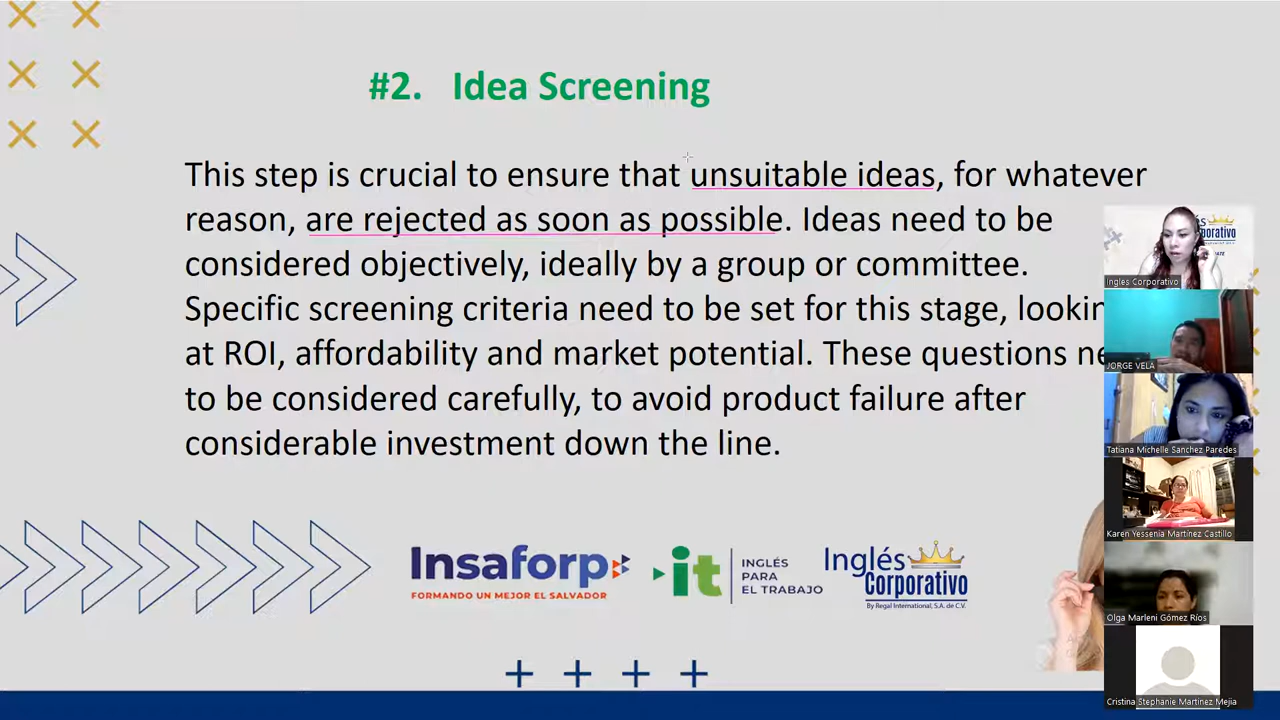 #2. Idea Screening
This step is crucial to ensure that unsuitable ideas, for whatever
reason, are rejected as soon as possible. Ideas need to be
considered objectively, ideally by a group or committee.
Specific screening criteria need to be set for this stage, lookin
at ROI, affordability and market potential. These questions ne
to be considered carefully, to avoid product failure after
considerable investment down the line.
Insaforp
FORMANDO UN MEJOR EL SALVADOR
it
INGLÉS
PARA
EL TRABAJO
Inglés
Corporativo
By Regal International, S.A. de C.V.
Ingles Corporativo
JORGE VELA
Tatiana Michelle Sanchez Paredes
Karen Yessenia Martínez Castillo
Olga Marleni Gómez Ríos
Cristina Stephanie Martinez Mejia